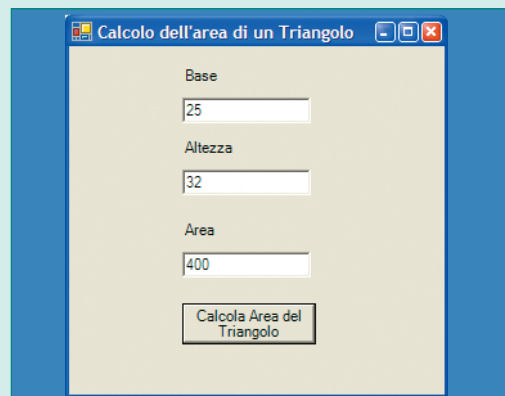 Calcolo dell'area di un Triangolo
Base
25
Altezza
32
Area
400
Calcola Area del
Triangolo